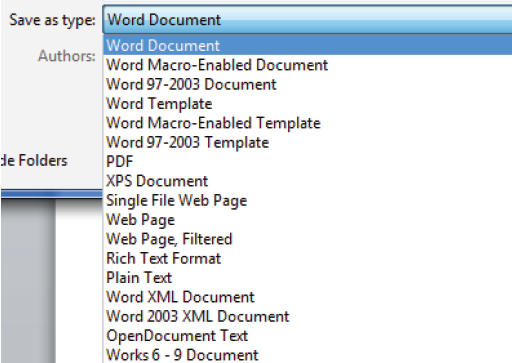 Save as type: Word Document
Authors:
Word Document
Word Macro-Enabled Document
Word 97-2003 Document
Word Template
Word Macro-Enabled Template
Word 97-2003 Template
de Folders
PDF
XPS Document
Single File Web Page
Web Page
Web Page, Filtered
Rich Text Format
Plain Text
Word XML Document
Word 2003 XML Document
OpenDocument Text
Works 6 - 9 Document